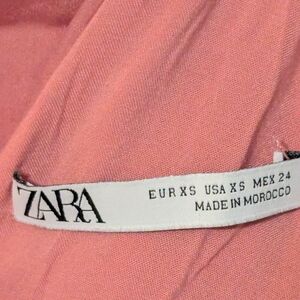 ZARA
EUR XS USA XS MEX 24
MADE IN MOROCCO